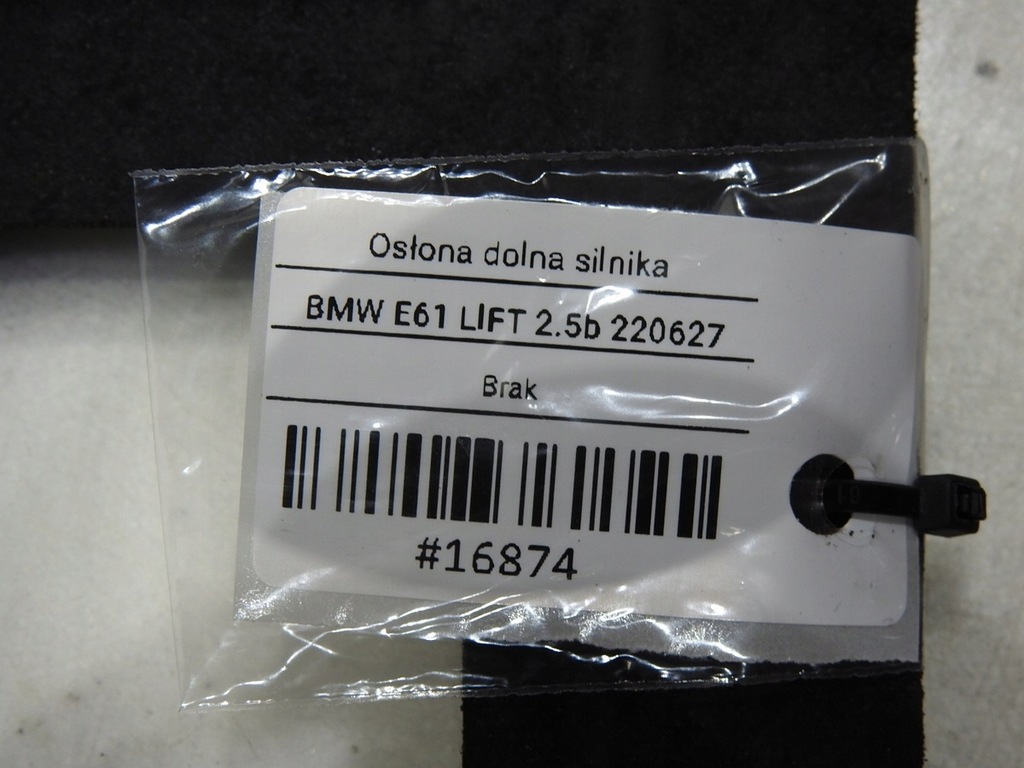 Osłona dolna silnika
BMW E61 LIFT 2.5b 220627
Brak
#16874